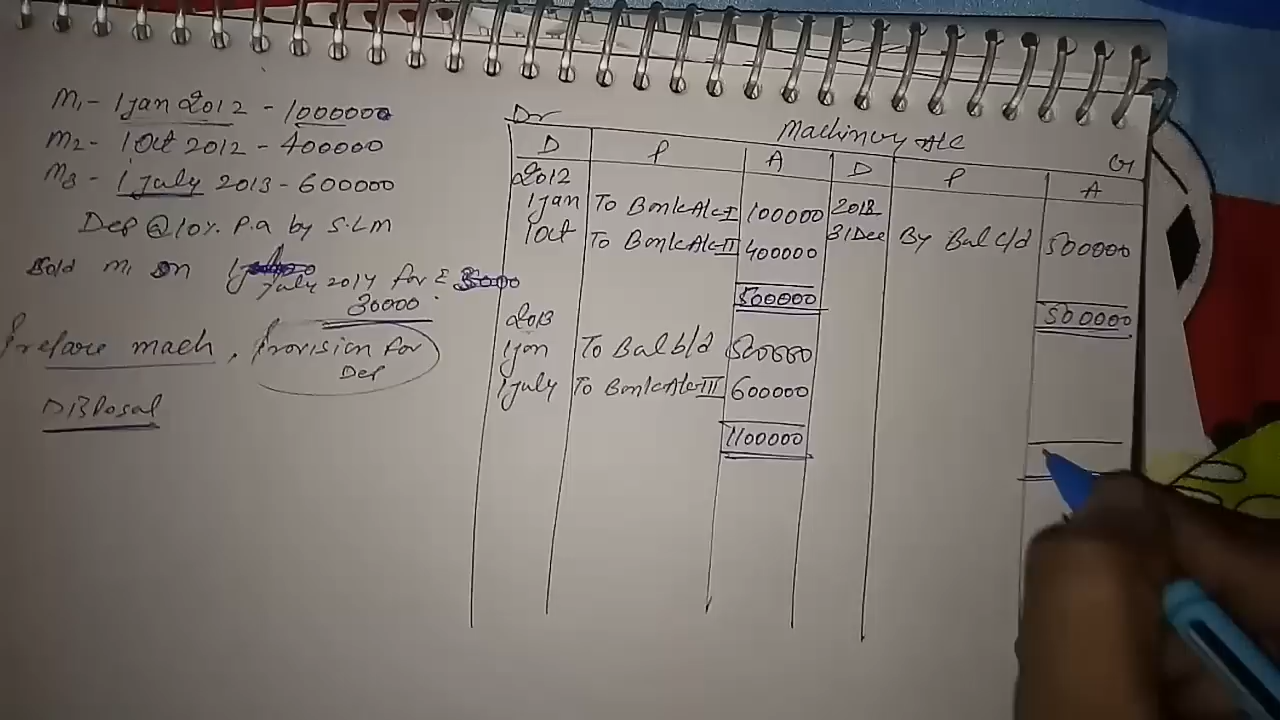 M1 - 1 jan 2012 - 1000000
M2 - 1 Oct 2012 - 400000
M3 - 1 july 2013 - 600000
Dep @ 10% P.a by S.L.M
Sold M1 on 1 july 2014 for ₹
30000
Prepare mach, Provision for
Dep
Disposal
Dr
Machinery A/c
Cr
D P A D P A
2012
1 jan To Bank A/c I 100000 2012
1 Oct To Bank A/c II 400000 31 Dec By Bal c/d 500000
500000 500000
2013
1 jan To Bal b/d 500000
1 july To Bank A/c III 600000
1100000